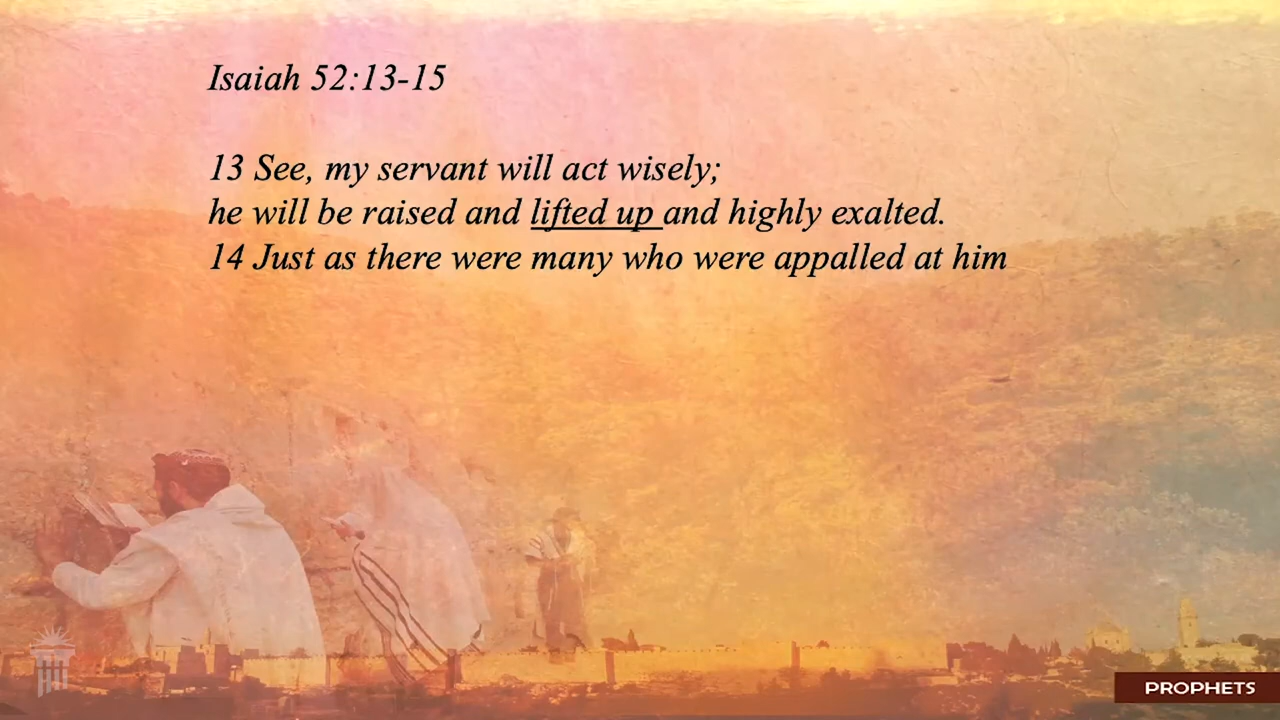 Isaiah 52:13-15
13 See, my servant will act wisely;
he will be raised and lifted up and highly exalted.
14 Just as there were many who were appalled at him
PROPHETS